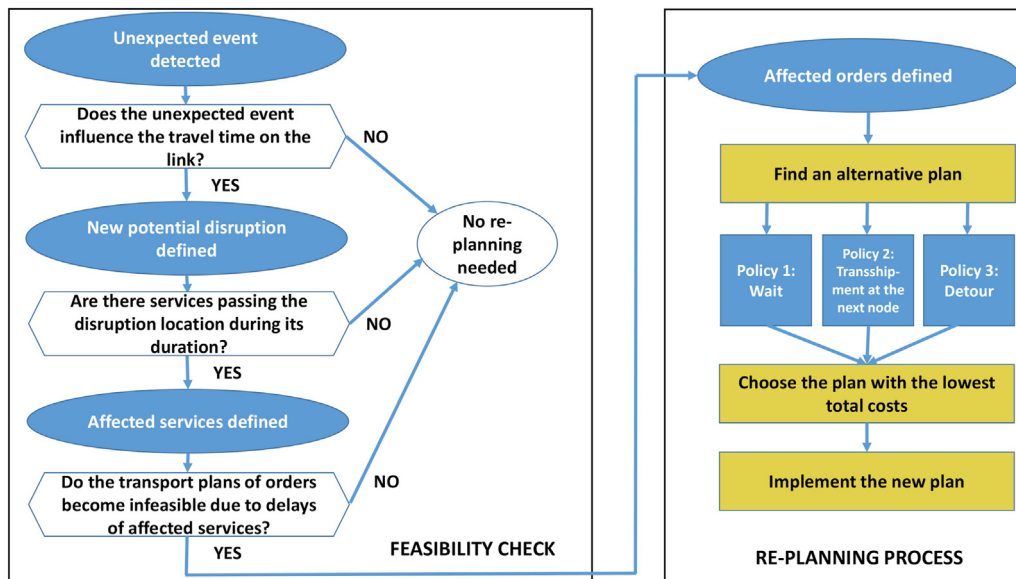 Unexpected event
detected
Does the unexpected event
influence the travel time on the
link?
NO
YES
New potential disruption
defined
No re-
planning
needed
Are there services passing the
disruption location during its
duration?
NO
YES
Affected services defined
NO
Do the transport plans of orders
become infeasible due to delays
of affected services?
YES
FEASIBILITY CHECK
Affected orders defined
Find an alternative plan
Policy 1:
Wait
Policy 2:
Transship-
ment at the
next node
Policy 3:
Detour
Choose the plan with the lowest
total costs
Implement the new plan
RE-PLANNING PROCESS